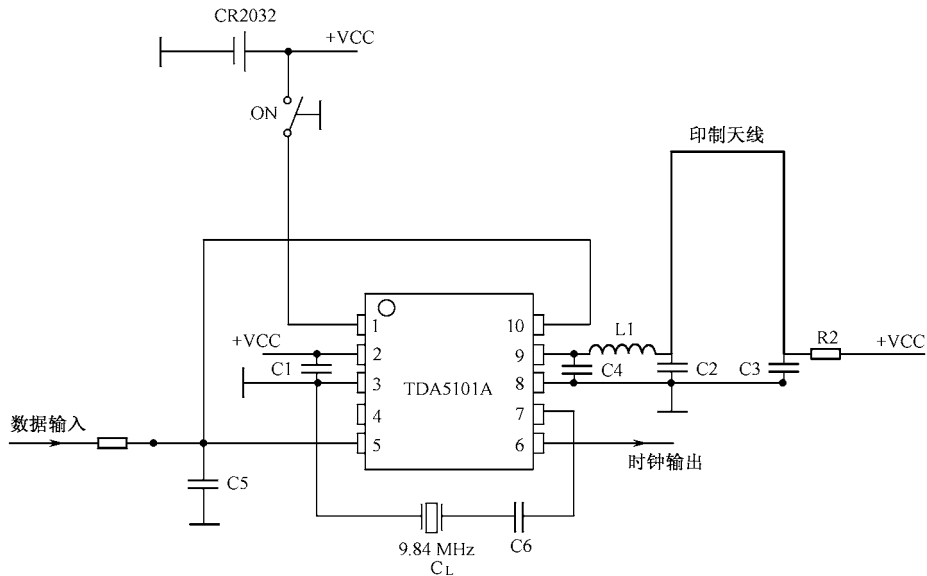 CR2032
+VCC
ON
印制天线
1
10
L1
R2
+VCC
+VCC
2
9
C1
C4
C2
C3
3
TDA5101A
8
4
7
数据输入
5
6
时钟输出
C5
9.84 MHz
C6
CL